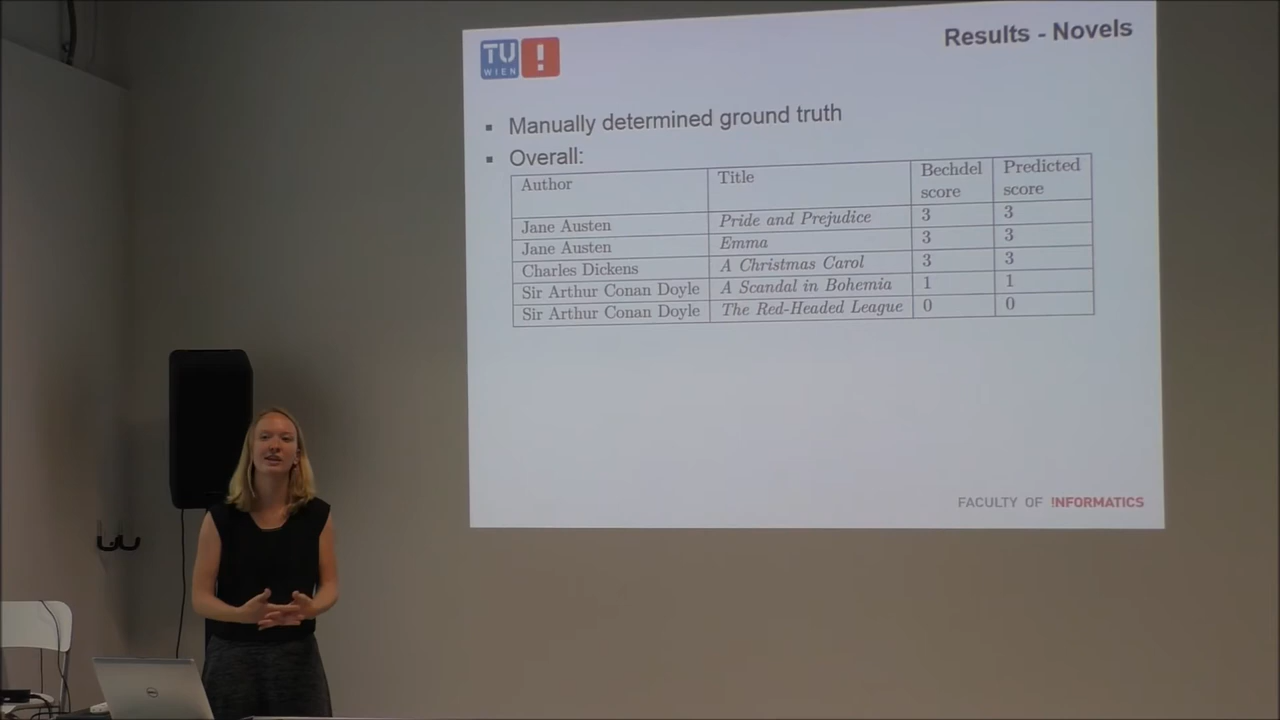 TU
WIEN
!
Results - Novels
▪ Manually determined ground truth
▪ Overall:
Author Title Bechdel score Predicted score
Jane Austen Pride and Prejudice 3 3
Jane Austen Emma 3 3
Charles Dickens A Christmas Carol 3 3
Sir Arthur Conan Doyle A Scandal in Bohemia 1 1
Sir Arthur Conan Doyle The Red-Headed League 0 0
FACULTY OF !NFORMATICS
DELL